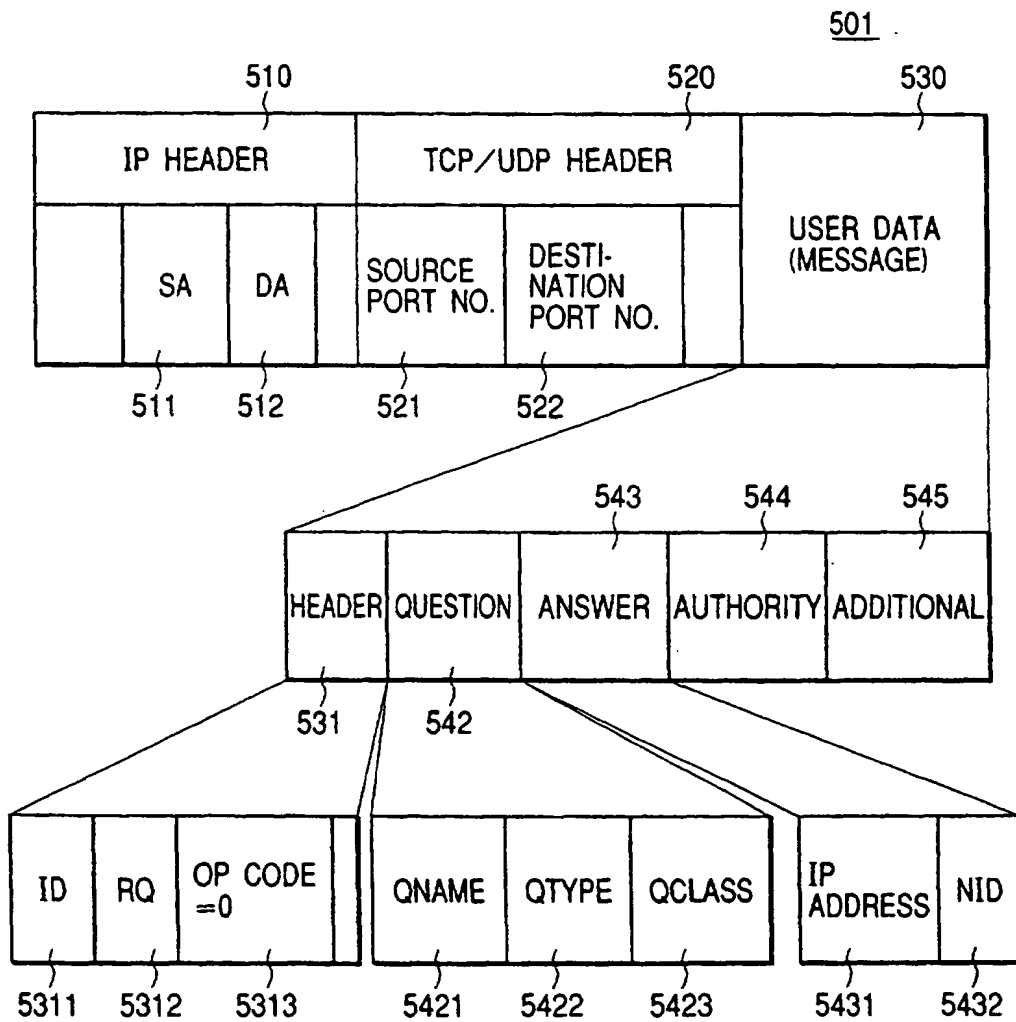 501
510
520
530
IP HEADER
TCP/UDP HEADER
USER DATA
(MESSAGE)
SA
DA
SOURCE
PORT NO.
DESTI-
NATION
PORT NO.
511
512
521
522
543
544
545
HEADER
QUESTION
ANSWER
AUTHORITY
ADDITIONAL
531
542
ID
RQ
OP CODE
=0
QNAME
QTYPE
QCLASS
IP
ADDRESS
NID
5311
5312
5313
5421
5422
5423
5431
5432